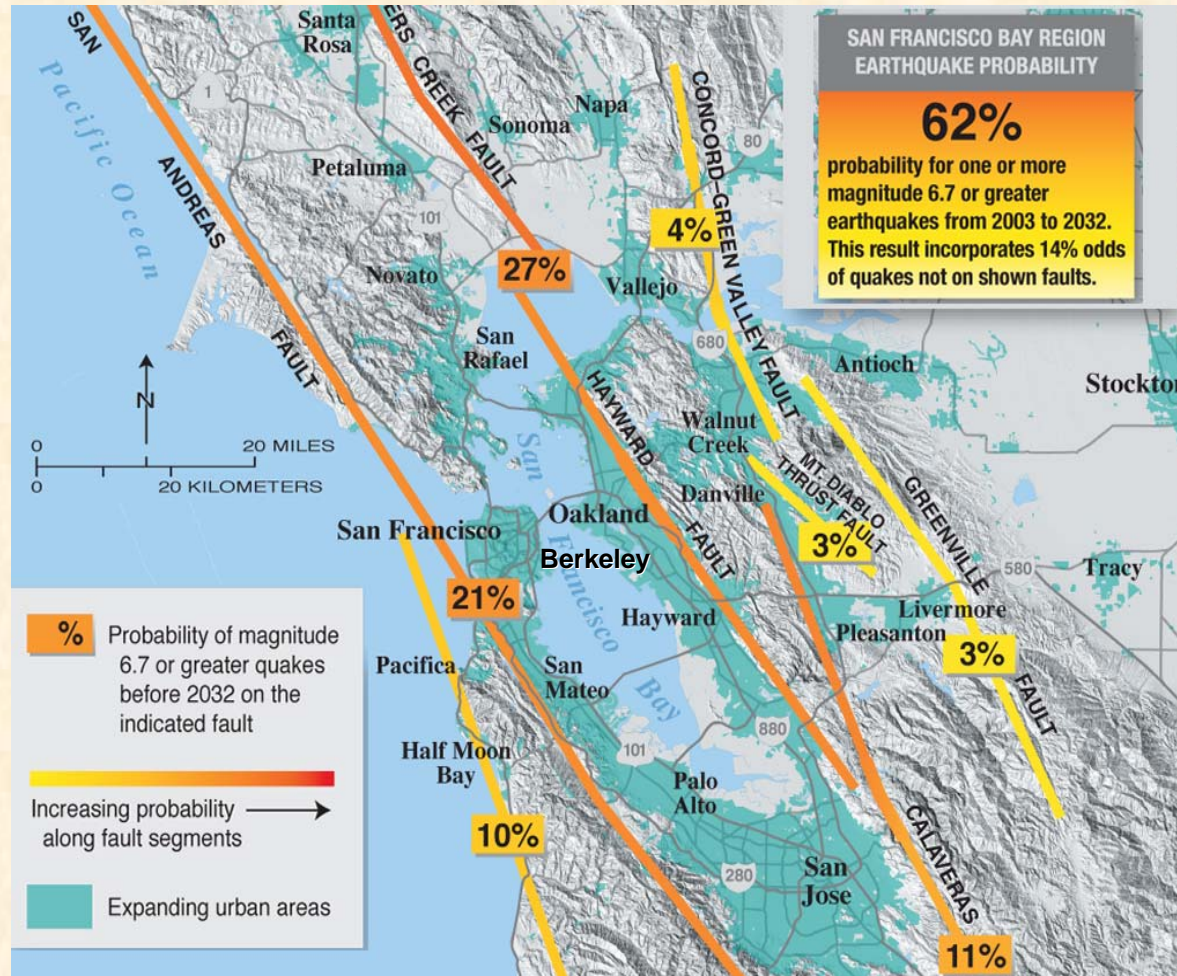 SAN FRANCISCO BAY REGION
EARTHQUAKE PROBABILITY
62%
probability for one or more
magnitude 6.7 or greater
earthquakes from 2003 to 2032.
This result incorporates 14% odds
of quakes not on shown faults.
SAN ANDREAS FAULT
Pacific Ocean
1
Santa
Rosa
ERS CREEK FAULT
Sonoma
Napa
80
CONCORD–GREEN VALLEY FAULT
Petaluma
101
4%
27%
Novato
Vallejo
San
Rafael
680
Antioch
Stockton
HAYWARD FAULT
Walnut
Creek
MT. DIABLO
THRUST FAULT
GREENVILLE FAULT
N
0 20 MILES
0 20 KILOMETERS
San Francisco Bay
Danville
San Francisco
Oakland
Berkeley
3%
580
Tracy
21%
Hayward
Livermore
Pleasanton
3%
Pacifica
San
Mateo
880
Half Moon
Bay
101
Palo
Alto
10%
CALAVERAS
280
San
Jose
11%
%
Probability of magnitude
6.7 or greater quakes
before 2032 on the
indicated fault
Increasing probability
along fault segments
Expanding urban areas